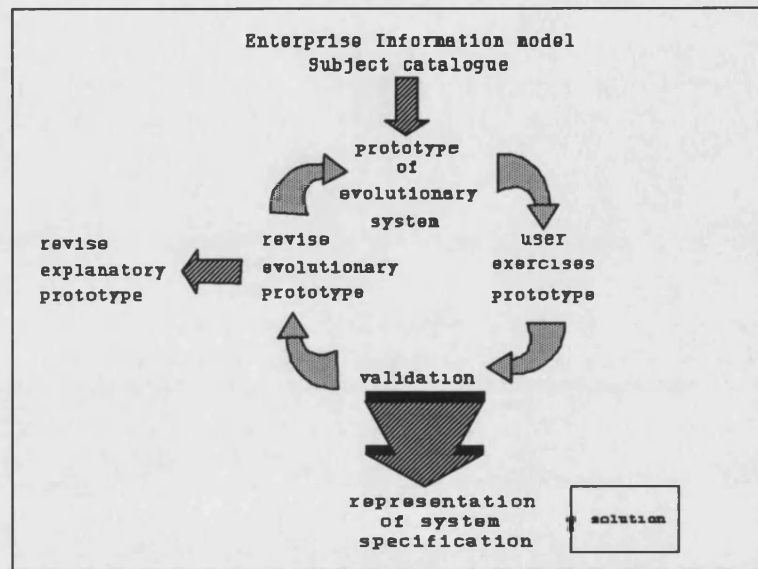 Enterprise Information model
Subject catalogue
prototype
of
evolutionary
system
user
exercises
prototype
validation
revise
evolutionary
prototype
revise
explanatory
prototype
representation
of system
specification
solution